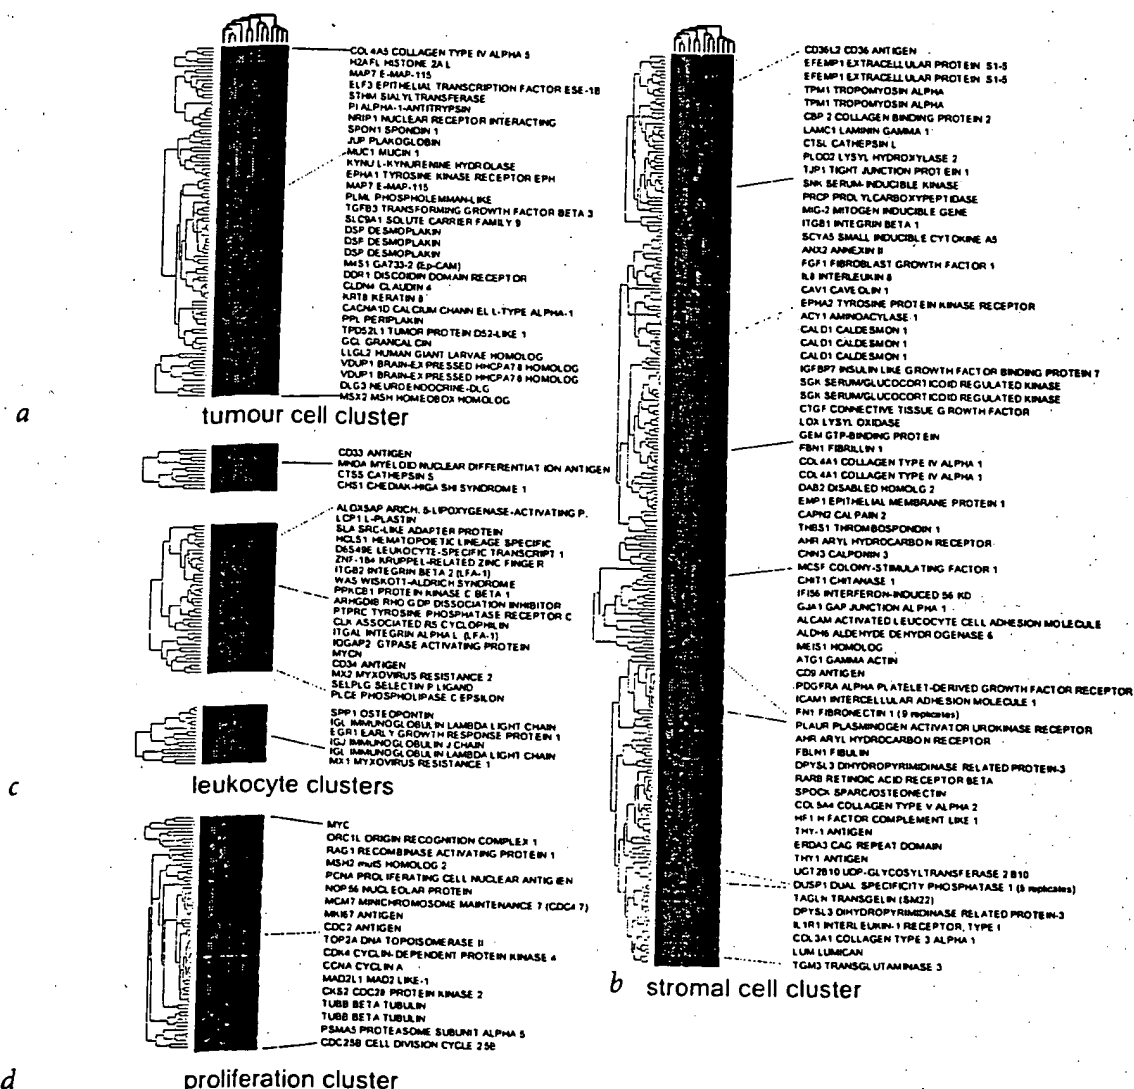 COL4A5 COLLAGEN TYPE IV ALPHA 5
H2AFL HISTONE 2A L
MAP7 E-MAP-115
ELF3 EPITHELIAL TRANSCRIPTION FACTOR ESE-1B
STHM SIALYLTRANSFERASE
PI ALPHA-1-ANTITRYPSIN
NRIP1 NUCLEAR RECEPTOR INTERACTING
SPON1 SPONDIN 1
JUP PLAKOGLOBIN
MUC1 MUCIN 1
KYNU L-KYNURENINE HYDROLASE
EPHA1 TYROSINE KINASE RECEPTOR EPH
MAP7 E-MAP-115
PLML PHOSPHOLEMMAN-LIKE
TGFB3 TRANSFORMING GROWTH FACTOR BETA 3
SLC9A1 SOLUTE CARRIER FAMILY 9
DSP DESMOPLAKIN
DSP DESMOPLAKIN
DSP DESMOPLAKIN
M4S1 GA733-2 (Ep-CAM)
DDR1 DISCOIDIN DOMAIN RECEPTOR
CLDN4 CLAUDIN 4
KRT8 KERATIN 8
CACNA1D CALCIUM CHANNEL L-TYPE ALPHA-1
PPL PERIPLAKIN
TPD52L1 TUMOR PROTEIN D52-LIKE 1
GCL GRANCALCIN
LLGL2 HUMAN GIANT LARVAE HOMOLOG
VDUP1 BRAIN-EXPRESSED HHCPA78 HOMOLOG
VDUP1 BRAIN-EXPRESSED HHCPA78 HOMOLOG
DLG3 NEUROENDOCRINE-DLG
MSX2 MSH HOMEOBOX HOMOLOG
a
tumour cell cluster
CD33 ANTIGEN
MNDA MYELOID NUCLEAR DIFFERENTIATION ANTIGEN
CTSS CATHEPSIN S
CHS1 CHEDIAK-HIGASHI SYNDROME 1
ALOX5AP ARICH. 5-LIPOXYGENASE-ACTIVATING P.
LCP1 L-PLASTIN
SLA SRC-LIKE ADAPTER PROTEIN
HCLS1 HEMATOPOETIC LINEAGE SPECIFIC
D6S49E LEUKOCYTE-SPECIFIC TRANSCRIPT 1
ZNF-184 KRUPPEL-RELATED ZINC FINGER
ITGB2 INTEGRIN BETA 2 (LFA-1)
WAS WISKOTT-ALDRICH SYNDROME
PRKCB1 PROTEIN KINASE C BETA 1
ARHGDIB RHO GDP DISSOCIATION INHIBITOR
PTPRC TYROSINE PHOSPHATASE RECEPTOR C
CLK ASSOCIATED RS CYCLOPHILIN
ITGAL INTEGRIN ALPHA L (LFA-1)
IQGAP2 GTPASE ACTIVATING PROTEIN
MYCN
CD34 ANTIGEN
MX2 MYXOVIRUS RESISTANCE 2
SELPLG SELECTIN P LIGAND
PLCE PHOSPHOLIPASE C EPSILON
SPP1 OSTEOPONTIN
IGL IMMUNOGLOBULIN LAMBDA LIGHT CHAIN
EGR1 EARLY GROWTH RESPONSE PROTEIN 1
IGJ IMMUNOGLOBULIN J CHAIN
IGL IMMUNOGLOBULIN LAMBDA LIGHT CHAIN
MX1 MYXOVIRUS RESISTANCE 1
c
leukocyte clusters
MYC
ORC1L ORIGIN RECOGNITION COMPLEX 1
RAG1 RECOMBINASE ACTIVATING PROTEIN 1
MSH2 mutS HOMOLOG 2
PCNA PROLIFERATING CELL NUCLEAR ANTIGEN
NOP56 NUCLEOLAR PROTEIN
MCM7 MINICHROMOSOME MAINTENANCE 7 (CDC47)
MKI67 ANTIGEN
CDC2 ANTIGEN
TOP2A DNA TOPOISOMERASE II
CDK4 CYCLIN-DEPENDENT PROTEIN KINASE 4
CCNA CYCLIN A
MAD2L1 MAD2 LIKE-1
CKS2 CDC28 PROTEIN KINASE 2
TUBB BETA TUBULIN
TUBB BETA TUBULIN
PSMA5 PROTEASOME SUBUNIT ALPHA 5
CDC25B CELL DIVISION CYCLE 25B
d
proliferation cluster
CD36L2 CD36 ANTIGEN
EFEMP1 EXTRACELLULAR PROTEIN S1-5
EFEMP1 EXTRACELLULAR PROTEIN S1-5
TPM1 TROPOMYOSIN ALPHA
TPM1 TROPOMYOSIN ALPHA
CBP 2 COLLAGEN BINDING PROTEIN 2
LAMC1 LAMININ GAMMA 1
CTSL CATHEPSIN L
PLOD2 LYSYL HYDROXYLASE 2
TJP1 TIGHT JUNCTION PROTEIN 1
SNK SERUM-INDUCIBLE KINASE
PRCP PROLYLCARBOXYPEPTIDASE
MIG-2 MITOGEN INDUCIBLE GENE
ITGB1 INTEGRIN BETA 1
SCYA5 SMALL INDUCIBLE CYTOKINE A5
ANX2 ANNEXIN II
FGF1 FIBROBLAST GROWTH FACTOR 1
IL8 INTERLEUKIN 8
CAV1 CAVEOLIN 1
EPHA2 TYROSINE PROTEIN KINASE RECEPTOR
ACY1 AMINOACYLASE 1
CALD1 CALDESMON 1
CALD1 CALDESMON 1
CALD1 CALDESMON 1
IGFBP7 INSULIN LIKE GROWTH FACTOR BINDING PROTEIN 7
SGK SERUM/GLUCOCORTICOID REGULATED KINASE
SGK SERUM/GLUCOCORTICOID REGULATED KINASE
CTGF CONNECTIVE TISSUE GROWTH FACTOR
LOX LYSYL OXIDASE
GEM GTP-BINDING PROTEIN
FBN1 FIBRILLIN 1
COL4A1 COLLAGEN TYPE IV ALPHA 1
COL4A1 COLLAGEN TYPE IV ALPHA 1
DAB2 DISABLED HOMOLG 2
EMP1 EPITHELIAL MEMBRANE PROTEIN 1
CAPN2 CALPAIN 2
THBS1 THROMBOSPONDIN 1
AHR ARYL HYDROCARBON RECEPTOR
CNN3 CALPONIN 3
MCSF COLONY-STIMULATING FACTOR 1
CHIT1 CHITANASE 1
IFI56 INTERFERON-INDUCED 56 KD
GJA1 GAP JUNCTION ALPHA 1
ALCAM ACTIVATED LEUCOCYTE CELL ADHESION MOLECULE
ALDH6 ALDEHYDE DEHYDROGENASE 6
MEIS1 HOMOLOG
ATG1 GAMMA ACTIN
CD9 ANTIGEN
PDGFRA ALPHA PLATELET-DERIVED GROWTH FACTOR RECEPTOR
ICAM1 INTERCELLULAR ADHESION MOLECULE 1
FN1 FIBRONECTIN 1 (9 replicates)
PLAUR PLASMINOGEN ACTIVATOR UROKINASE RECEPTOR
AHR ARYL HYDROCARBON RECEPTOR
FBLN1 FIBULIN
DPYSL3 DIHYDROPYRIMIDINASE RELATED PROTEIN-3
RARB RETINOIC ACID RECEPTOR BETA
SPOCK SPARC/OSTEONECTIN
COL5A4 COLLAGEN TYPE V ALPHA 2
HF1 H FACTOR COMPLEMENT LIKE 1
THY-1 ANTIGEN
ERDA3 CAG REPEAT DOMAIN
THY1 ANTIGEN
UGT2B10 UDP-GLYCOSYLTRANSFERASE 2 B10
DUSP1 DUAL SPECIFICITY PHOSPHATASE 1 (5 replicates)
TAGLN TRANSGELIN (SM22)
DPYSL3 DIHYDROPYRIMIDINASE RELATED PROTEIN-3
IL1R1 INTERLEUKIN-1 RECEPTOR, TYPE I
COL3A1 COLLAGEN TYPE 3 ALPHA 1
LUM LUMICAN
TGM3 TRANSGLUTAMINASE 3
b
stromal cell cluster